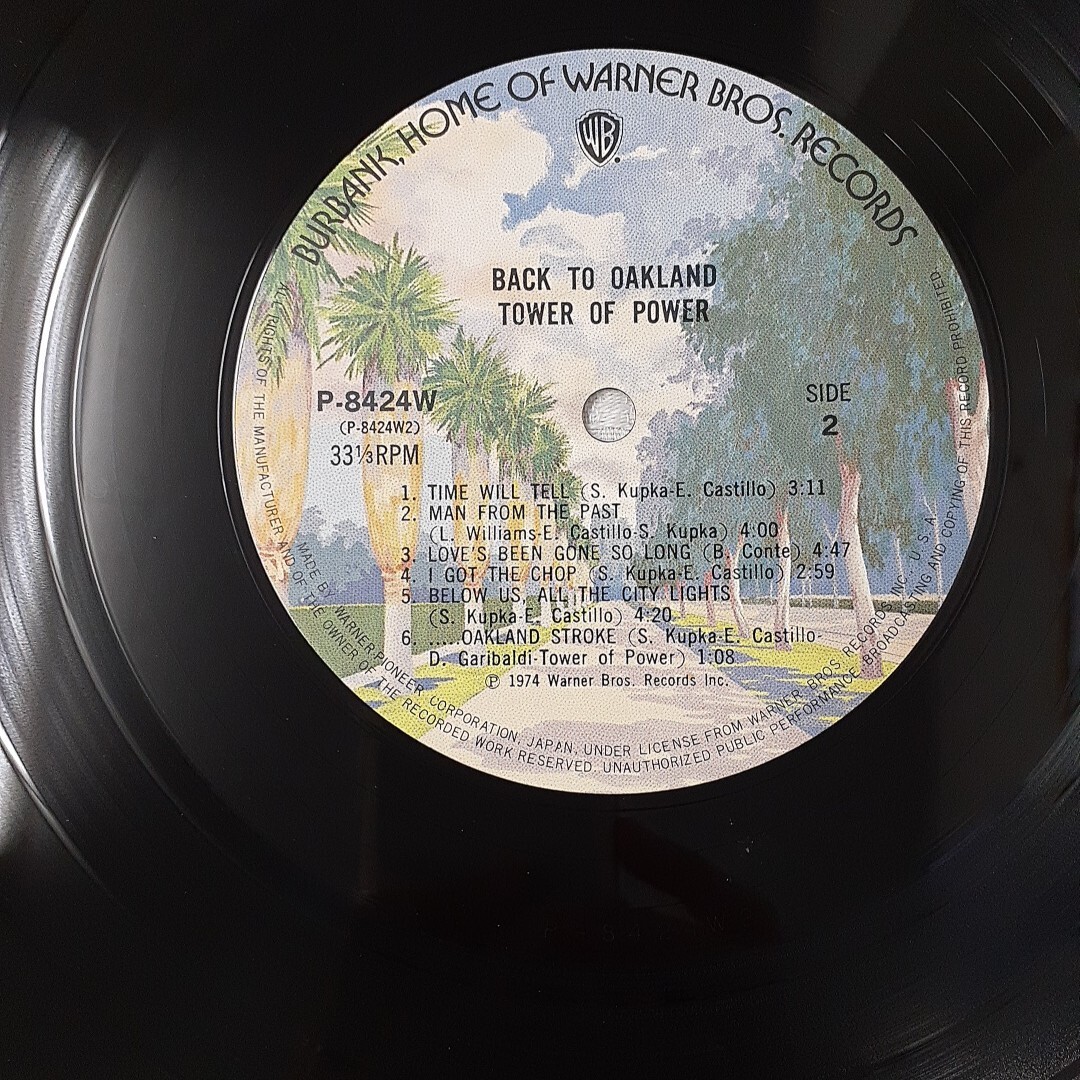 BURBANK, HOME OF WARNER BROS. RECORDS
WB
BACK TO OAKLAND
TOWER OF POWER
P-8424W
(P-8424W2)
33⅓RPM
SIDE
2
1. TIME WILL TELL (S. Kupka-E. Castillo) 3:11
2. MAN FROM THE PAST
(L. Williams-E. Castillo-S. Kupka) 4:00
3. LOVE'S BEEN GONE SO LONG (B. Conte) 4:47
4. I GOT THE CHOP (S. Kupka-E. Castillo) 2:59
5. BELOW US, ALL THE CITY LIGHTS
(S. Kupka-E. Castillo) 4:20
6. .....OAKLAND STROKE (S. Kupka-E. Castillo-
D. Garibaldi-Tower of Power) 1:08
℗ 1974 Warner Bros. Records Inc.
MADE BY WARNER-PIONEER CORPORATION, JAPAN, UNDER LICENSE FROM WARNER BROS. RECORDS INC., U.S.A.
ALL RIGHTS OF THE MANUFACTURER AND OF THE OWNER OF THE RECORDED WORK RESERVED. UNAUTHORIZED PUBLIC PERFORMANCE BROADCASTING AND COPYING OF THIS RECORD PROHIBITED